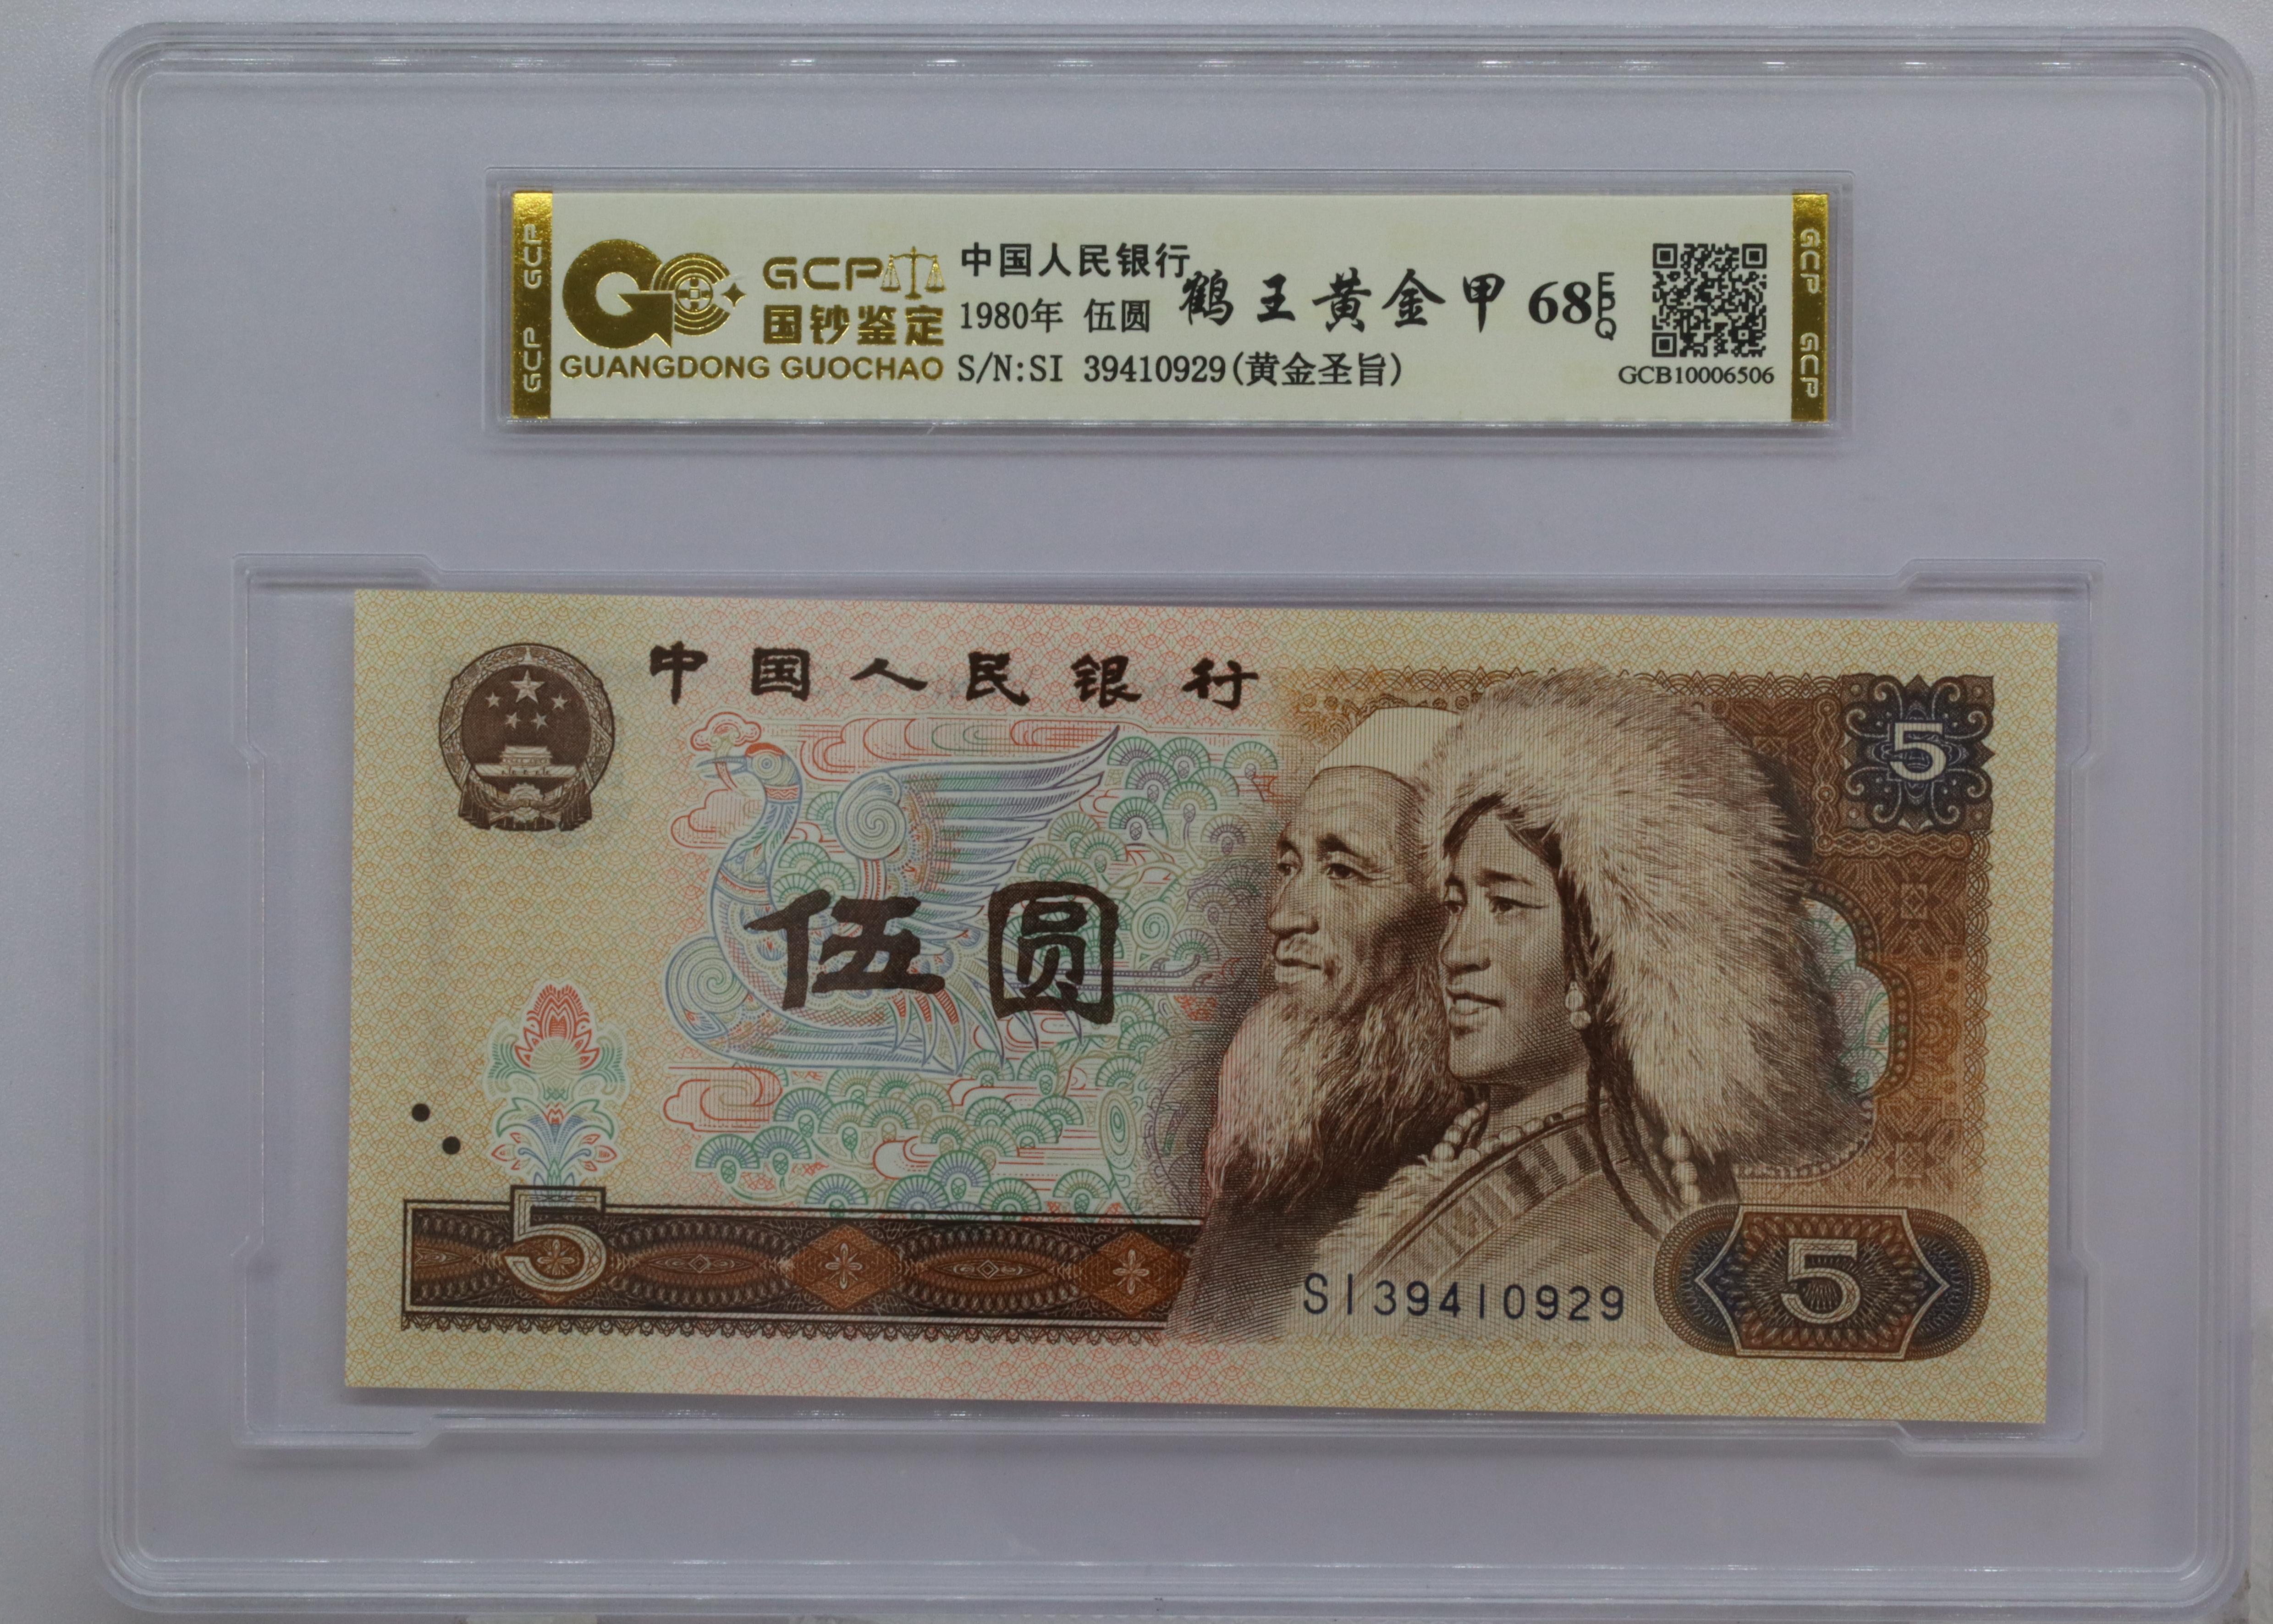 GCP GCP
GCP
国钞鉴定
GUANGDONG GUOCHAO
中国人民银行
1980年 伍圆
S/N:SI 39410929(黄金圣旨)
鹤王黄金甲 68
EPQ
GCB10006506
GCP GCP
中国人民银行
5
伍圆
5
SI39410929
5